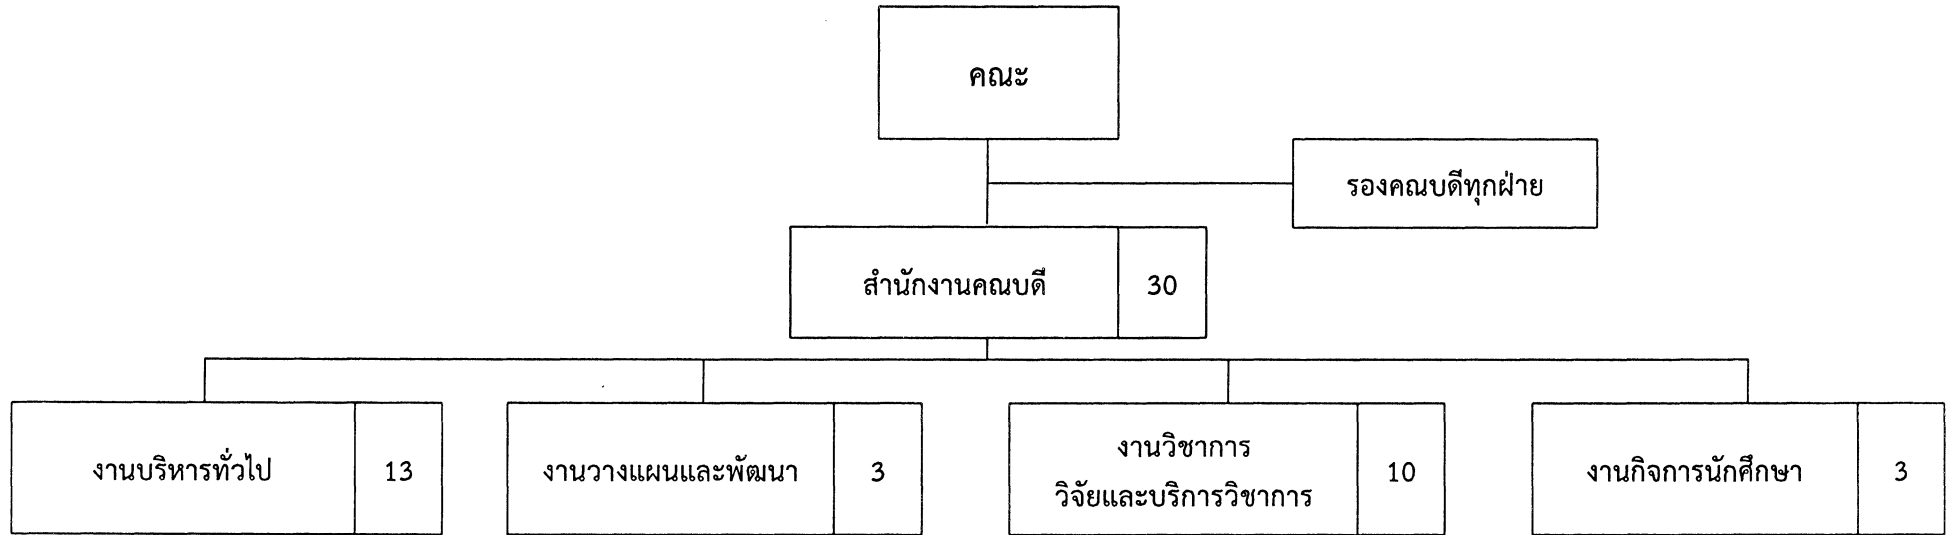 คณะ
รองคณบดีทุกฝ่าย
สำนักงานคณบดี 30
งานบริหารทั่วไป 13
งานวางแผนและพัฒนา 3
งานวิชาการ
วิจัยและบริการวิชาการ 10
งานกิจการนักศึกษา 3